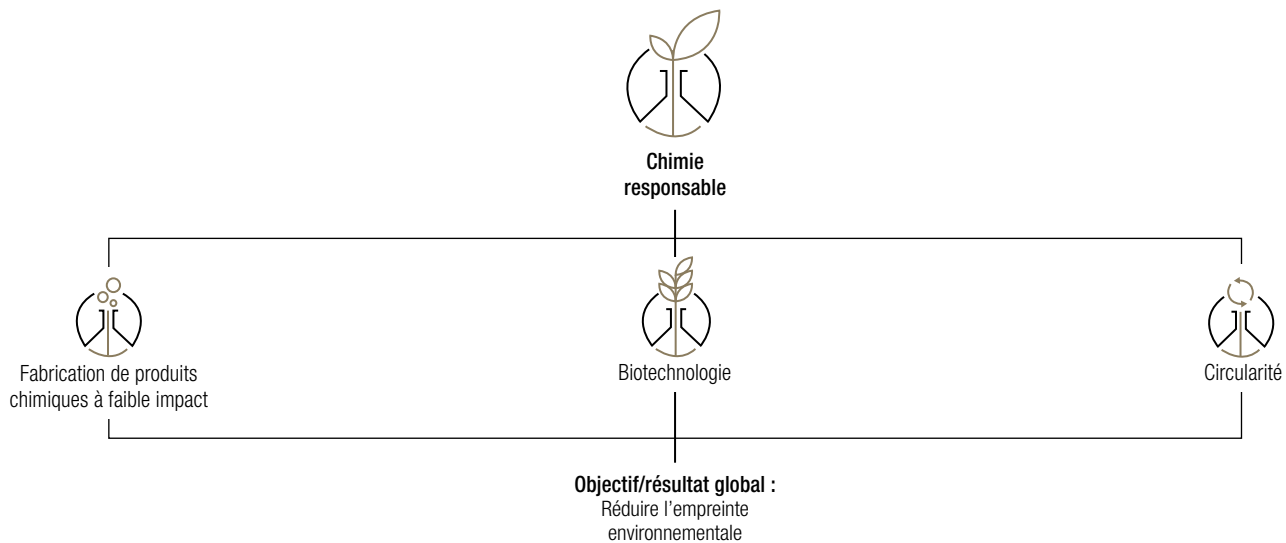 Chimie
responsable
Fabrication de produits
chimiques à faible impact
Biotechnologie
Circularité
Objectif/résultat global :
Réduire l’empreinte
environnementale